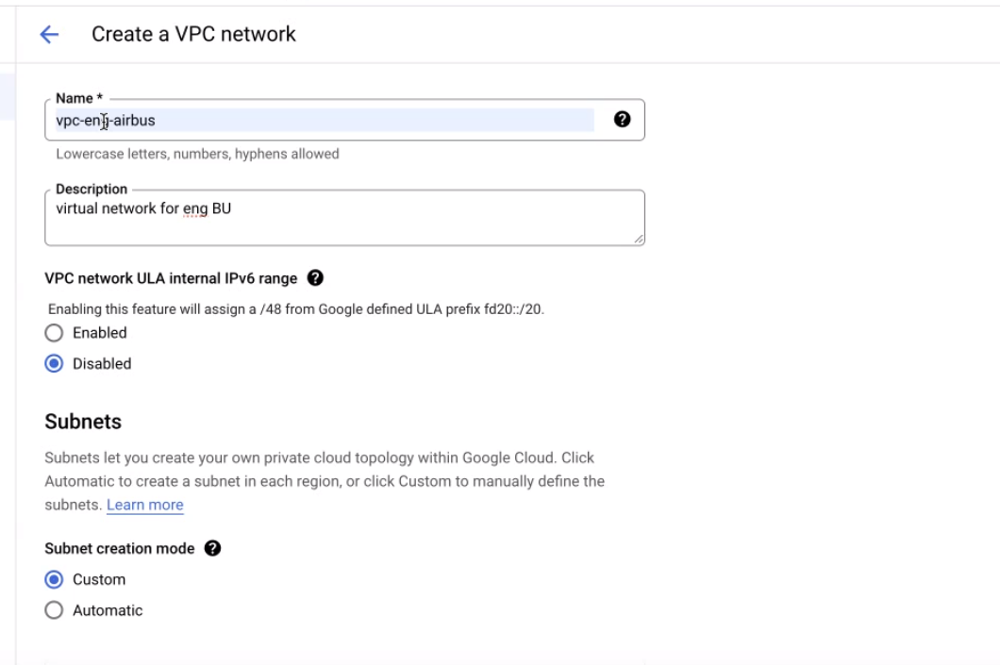 Create a VPC network
Name *
vpc-eng-airbus
Lowercase letters, numbers, hyphens allowed
Description
virtual network for eng BU
VPC network ULA internal IPv6 range
Enabling this feature will assign a /48 from Google defined ULA prefix fd20::/20.
Enabled
Disabled
Subnets
Subnets let you create your own private cloud topology within Google Cloud. Click
Automatic to create a subnet in each region, or click Custom to manually define the
subnets. Learn more
Subnet creation mode
Custom
Automatic